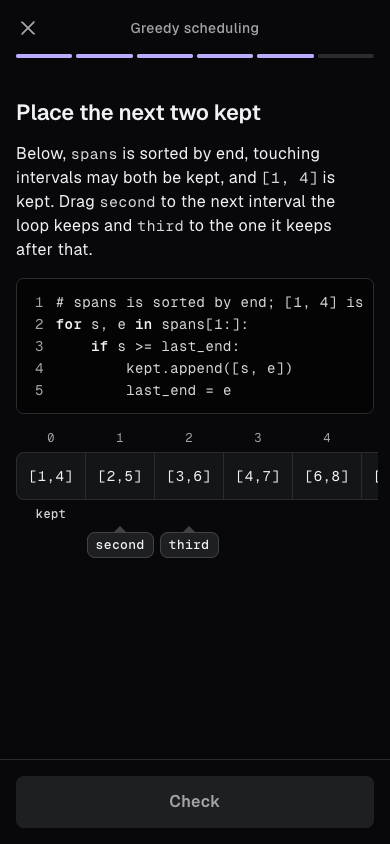 Greedy scheduling
Place the next two kept
Below, spans is sorted by end, touching
intervals may both be kept, and [1, 4] is
kept. Drag second to the next interval the
loop keeps and third to the one it keeps
after that.
1 # spans is sorted by end; [1, 4] is
2 for s, e in spans[1:]:
3     if s >= last_end:
4         kept.append([s, e])
5         last_end = e
0 1 2 3 4
[1,4] [2,5] [3,6] [4,7] [6,8] [
kept
second third
Check